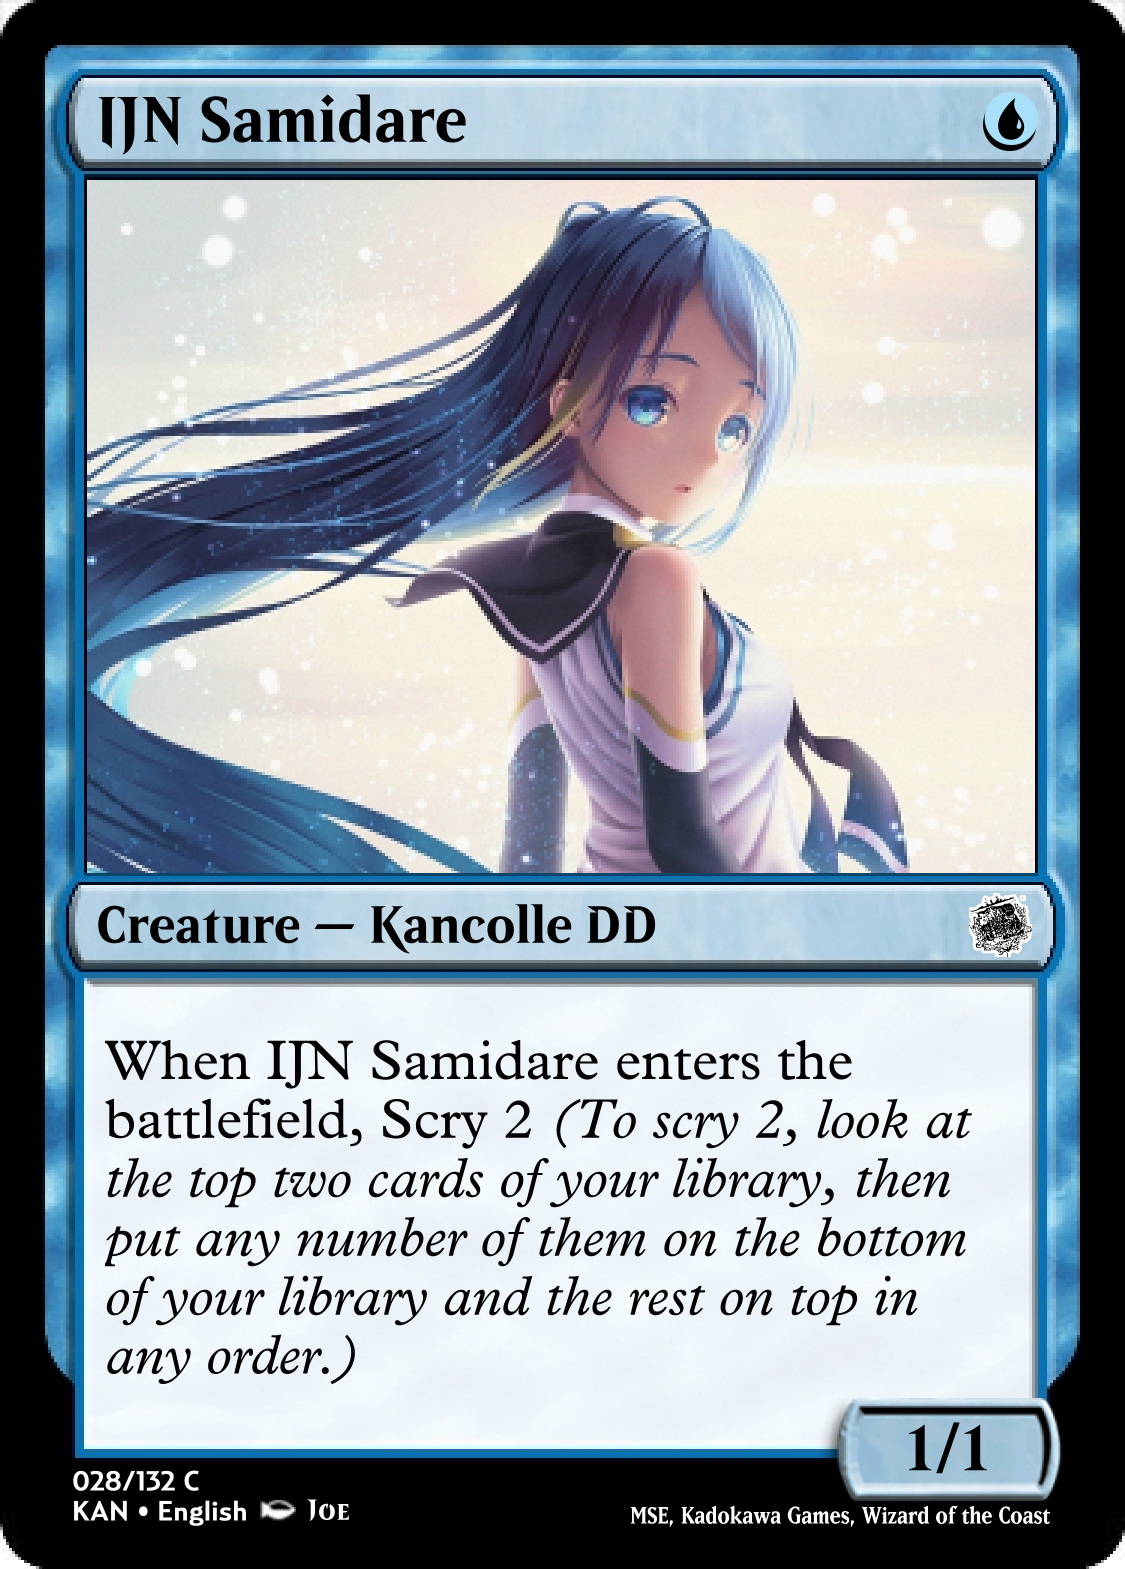 IJN Samidare
Creature — Kancolle DD
When IJN Samidare enters the
battlefield, Scry 2 (To scry 2, look at
the top two cards of your library, then
put any number of them on the bottom
of your library and the rest on top in
any order.)
1/1
028/132 C
KAN • English JOE
MSE, Kadokawa Games, Wizard of the Coast